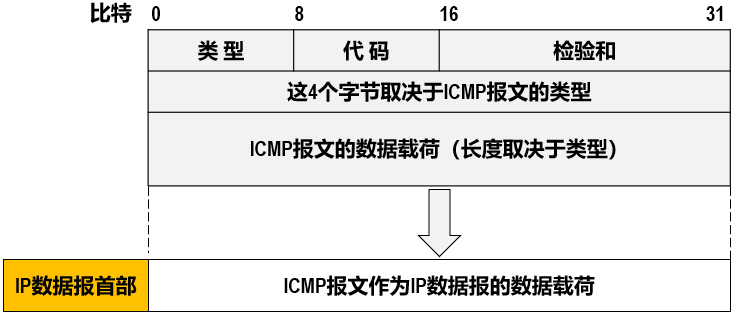 比特 0 8 16 31
类 型 代 码 检验和
这4个字节取决于ICMP报文的类型
ICMP报文的数据载荷（长度取决于类型）
IP数据报首部 ICMP报文作为IP数据报的数据载荷